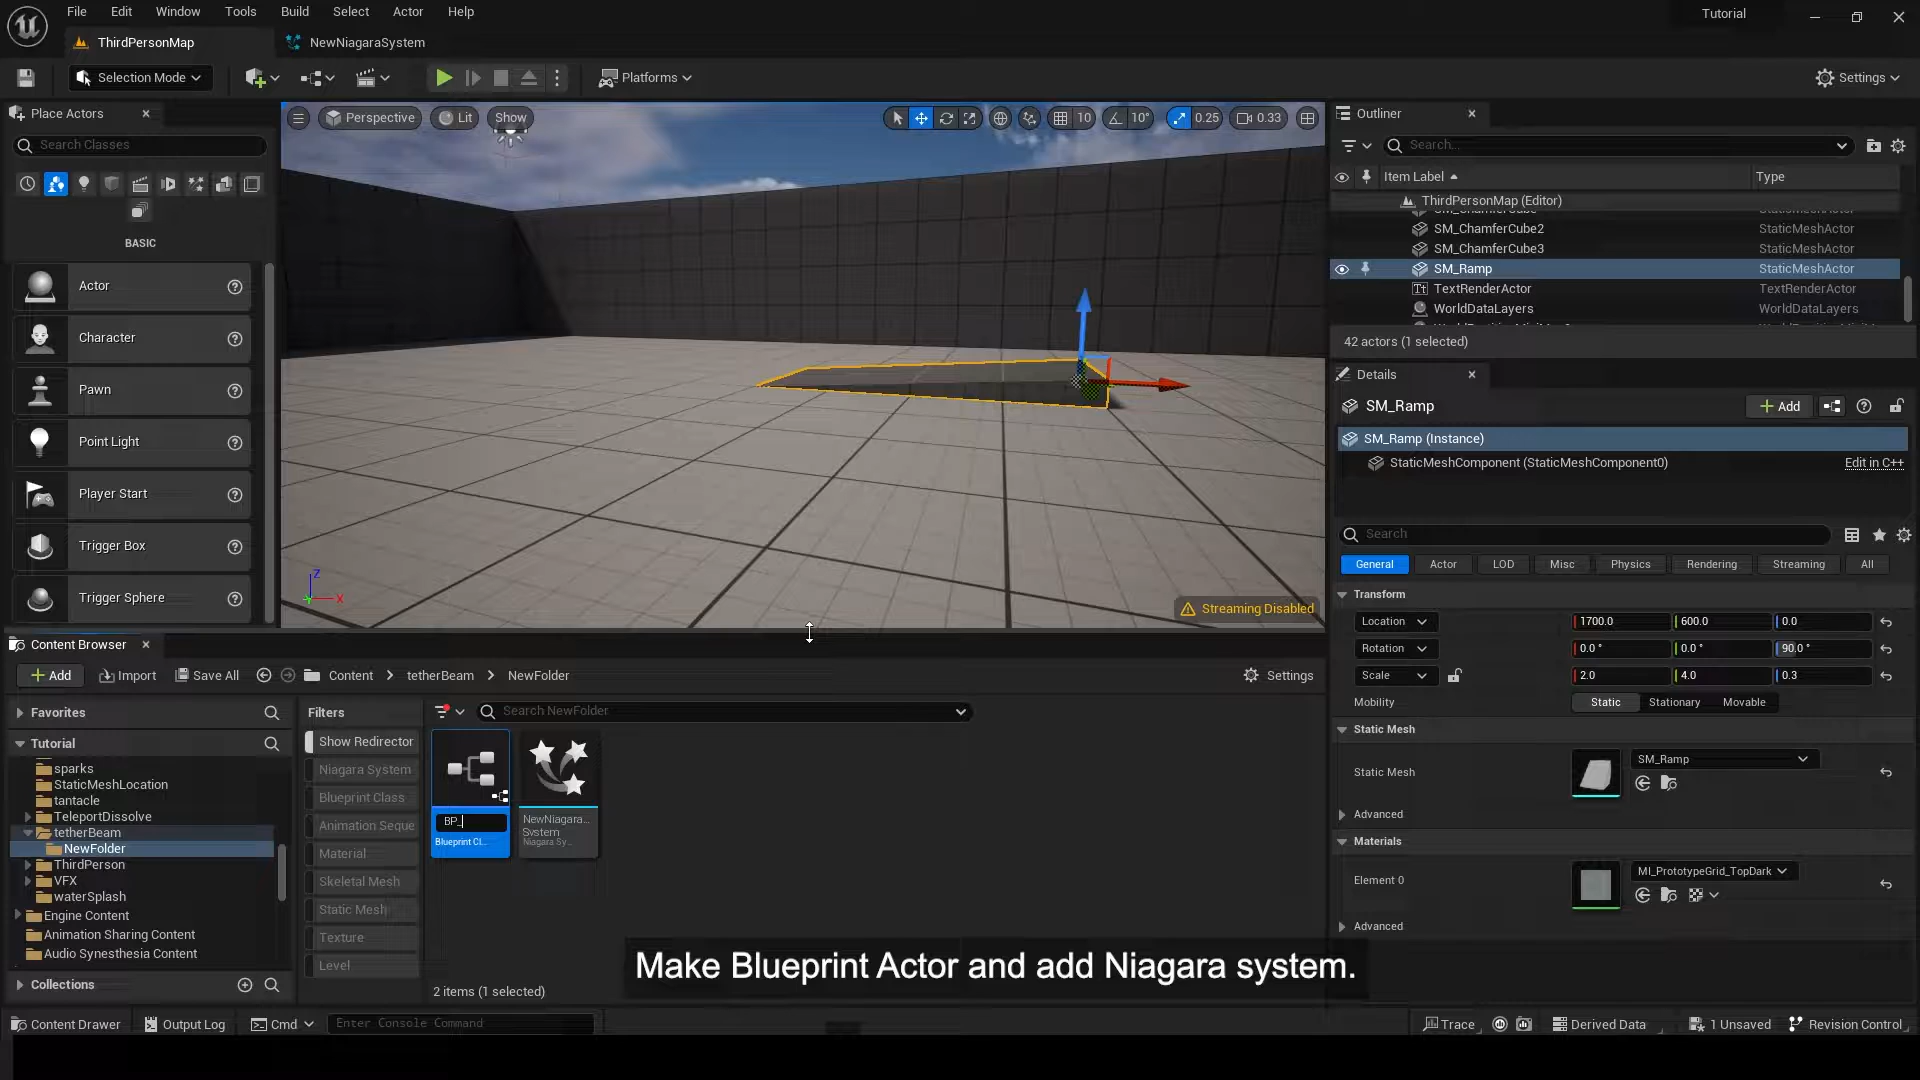 File Edit Window Tools Build Select Actor Help
Tutorial
ThirdPersonMap
NewNiagaraSystem
Selection Mode
Platforms
Settings
Place Actors
Search Classes
BASIC
Actor
Character
Pawn
Point Light
Player Start
Trigger Box
Trigger Sphere
Perspective
Lit
Show
10
10°
0.25
0.33
Z
X
Streaming Disabled
Outliner
Search...
Item Label
Type
ThirdPersonMap (Editor)
SM_ChamferCube2 StaticMeshActor
SM_ChamferCube3 StaticMeshActor
SM_Ramp StaticMeshActor
TextRenderActor TextRenderActor
WorldDataLayers WorldDataLayers
42 actors (1 selected)
Details
SM_Ramp
Add
SM_Ramp (Instance)
StaticMeshComponent (StaticMeshComponent0)
Edit in C++
Search
General Actor LOD Misc Physics Rendering Streaming All
Transform
Location 1700.0 600.0 0.0
Rotation 0.0 ° 0.0 ° 90.0 °
Scale 2.0 4.0 0.3
Mobility Static Stationary Movable
Static Mesh
Static Mesh
SM_Ramp
Advanced
Materials
Element 0
MI_PrototypeGrid_TopDark
Advanced
Content Browser
Add
Import
Save All
Content
tetherBeam
NewFolder
Settings
Favorites
Tutorial
sparks
StaticMeshLocation
tantacle
TeleportDissolve
tetherBeam
NewFolder
ThirdPerson
VFX
waterSplash
Engine Content
Animation Sharing Content
Audio Synesthesia Content
Collections
Filters
Show Redirector
Niagara System
Blueprint Class
Animation Seque
Material
Skeletal Mesh
Static Mesh
Texture
Level
Search NewFolder
BP_
Blueprint Cl...
NewNiagara...
System
Niagara Sy...
2 items (1 selected)
Make Blueprint Actor and add Niagara system.
Content Drawer
Output Log
Cmd
Enter Console Command
Trace
Derived Data
1 Unsaved
Revision Control